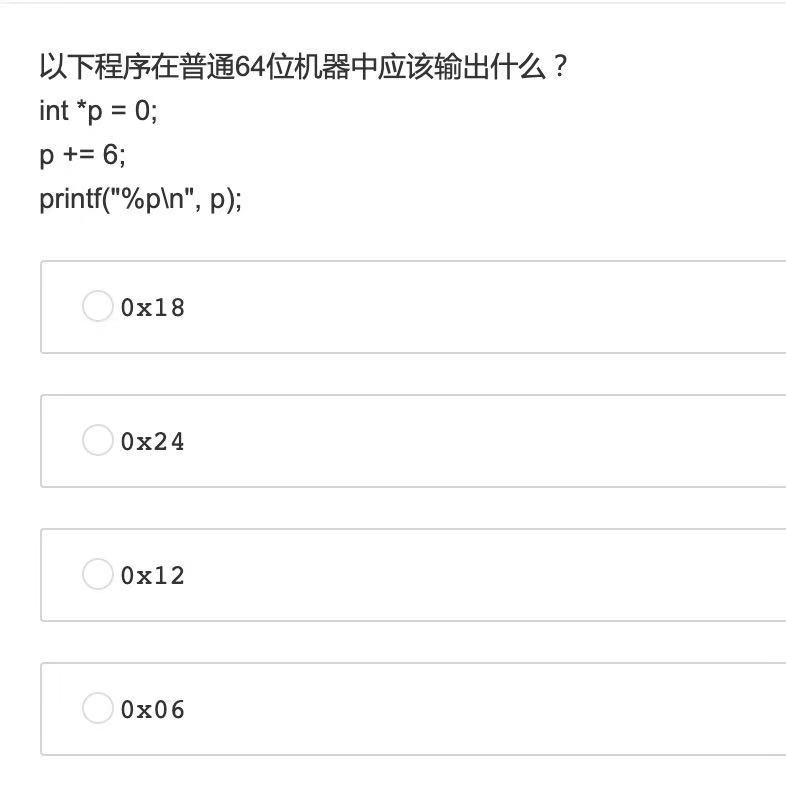 以下程序在普通64位机器中应该输出什么？
int *p = 0;
p += 6;
printf("%p\n", p);
0x18
0x24
0x12
0x06